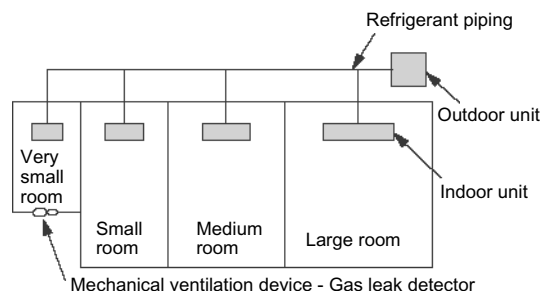 Refrigerant piping
Outdoor unit
Very
small
room
Indoor unit
Small
room
Medium
room
Large room
Mechanical ventilation device - Gas leak detector